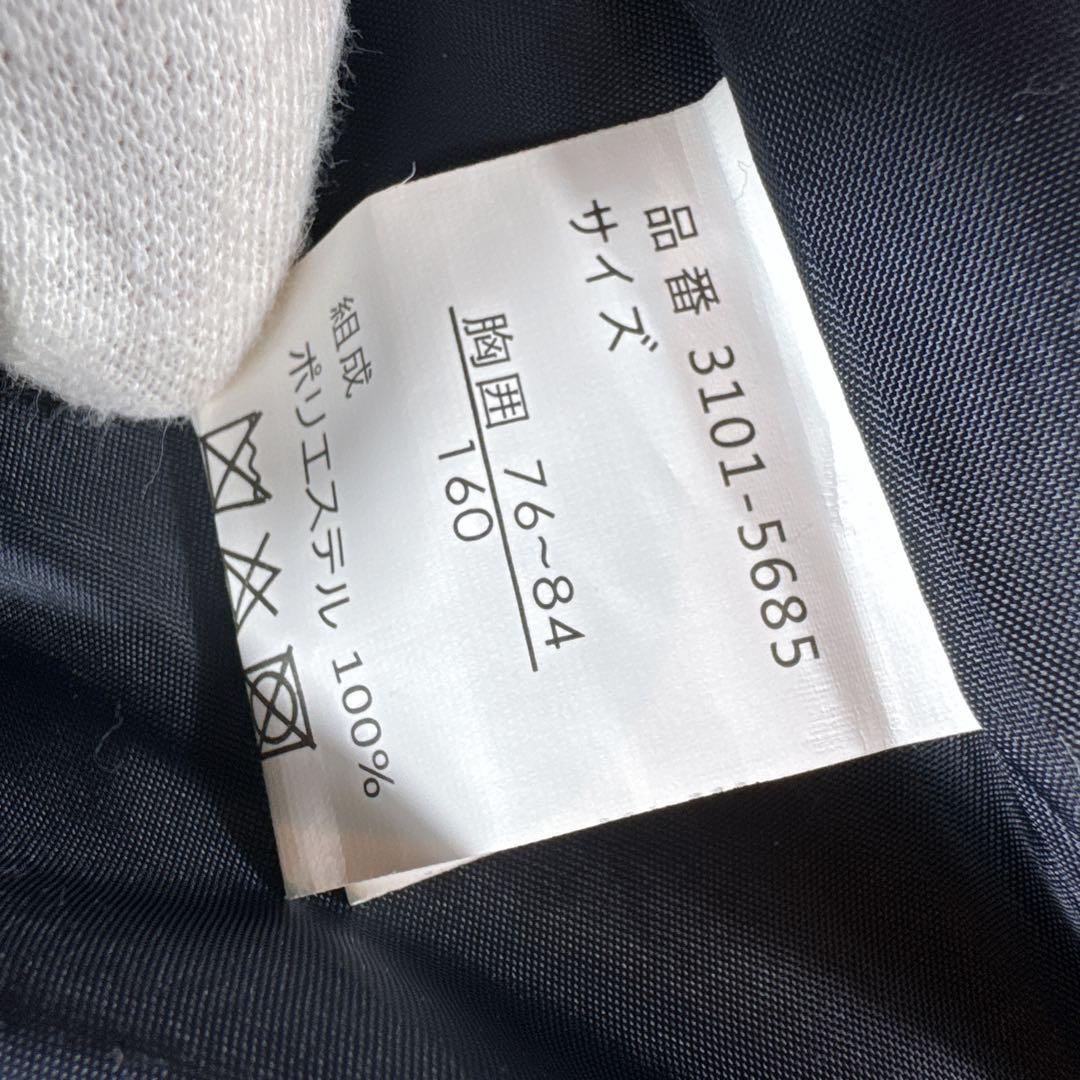 品番 3101-5685
サイズ
胸囲 76~84
160
組成
ポリエステル 100%